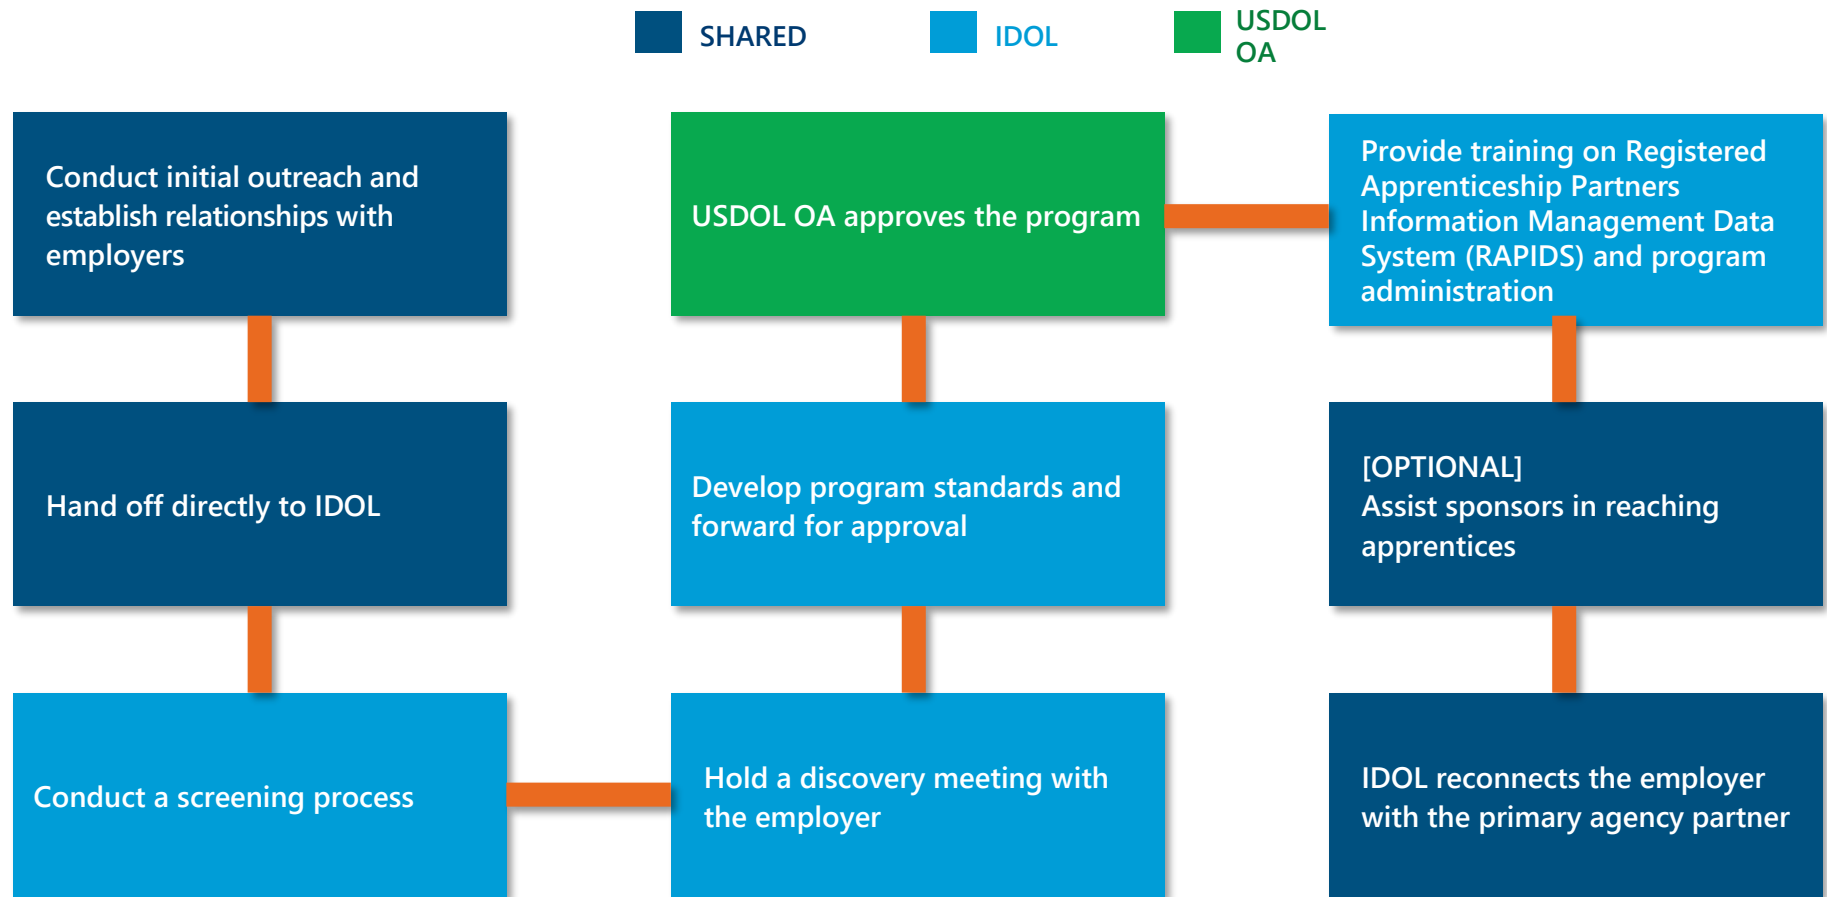 SHARED
IDOL
USDOL
OA
Conduct initial outreach and
establish relationships with
employers
Hand off directly to IDOL
Conduct a screening process
Hold a discovery meeting with
the employer
Develop program standards and
forward for approval
USDOL OA approves the program
Provide training on Registered
Apprenticeship Partners
Information Management Data
System (RAPIDS) and program
administration
[OPTIONAL]
Assist sponsors in reaching
apprentices
IDOL reconnects the employer
with the primary agency partner